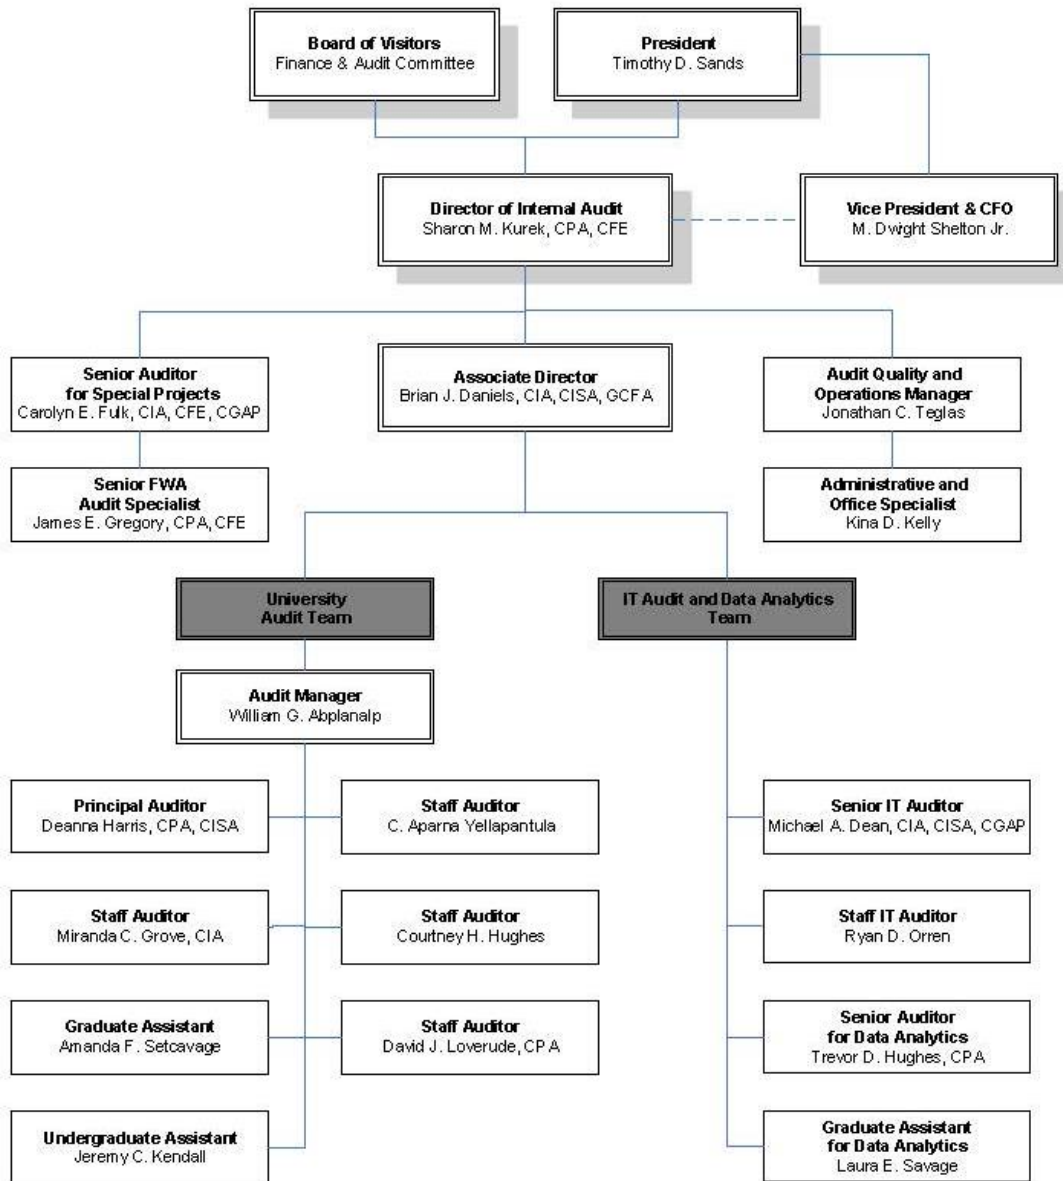 Board of Visitors
Finance & Audit Committee
President
Timothy D. Sands
Director of Internal Audit
Sharon M. Kurek, CPA, CFE
Vice President & CFO
M. Dwight Shelton Jr.
Senior Auditor
for Special Projects
Carolyn E. Fulk, CIA, CFE, CGAP
Associate Director
Brian J. Daniels, CIA, CISA, GCFA
Audit Quality and
Operations Manager
Jonathan C. Teglas
Senior FWA
Audit Specialist
James E. Gregory, CPA, CFE
Administrative and
Office Specialist
Kina D. Kelly
University
Audit Team
IT Audit and Data Analytics
Team
Audit Manager
William G. Abplanalp
Principal Auditor
Deanna Harris, CPA, CISA
Staff Auditor
C. Aparna Yellapantula
Senior IT Auditor
Michael A. Dean, CIA, CISA, CGAP
Staff Auditor
Miranda C. Grove, CIA
Staff Auditor
Courtney H. Hughes
Staff IT Auditor
Ryan D. Orren
Graduate Assistant
Amanda F. Setcavage
Staff Auditor
David J. Loverude, CPA
Senior Auditor
for Data Analytics
Trevor D. Hughes, CPA
Undergraduate Assistant
Jeremy C. Kendall
Graduate Assistant
for Data Analytics
Laura E. Savage